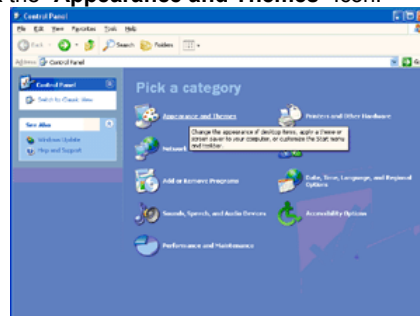 the "Appearance and Themes" icon.
Control Panel
File Edit View Favorites Tools Help
Back Search Folders
Address Control Panel Go
Control Panel
Switch to Classic View
See Also
Windows Update
Help and Support
Pick a category
Appearance and Themes
Printers and Other Hardware
Change the appearance of desktop items, apply a theme or
screen saver to your computer, or customize the Start menu
and taskbar.
Network
Add or Remove Programs
Date, Time, Language, and Regional
Options
Sounds, Speech, and Audio Devices
Accessibility Options
Performance and Maintenance